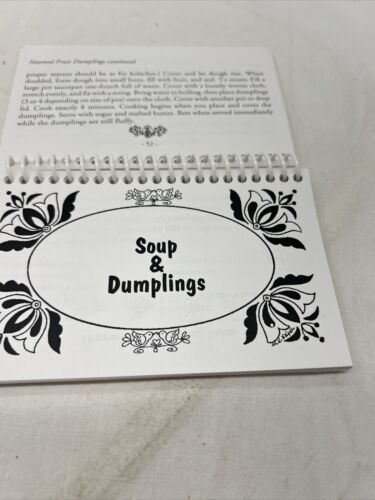 Steamed Fruit Dumplings continued
proper texture should be as for kolaches.) Cover and let dough rise. When
doubled, form dough into small buns, fill with fruit, and seal. To steam: Fill a
large pot saucepan one-fourth full of water. Cover with a loosely woven cloth,
stretch evenly, and fix with a string. Bring water to boiling, then place dumplings
(3 or 4 depending on size of pot) onto the cloth. Cover with another pot or deep
lid. Cook exactly 8 minutes. Cooking begins when you place and cover the
dumplings. Serve with sugar and melted butter. Best when served immediately
while the dumplings are still fluffy.
- 52 -
Soup
&
Dumplings